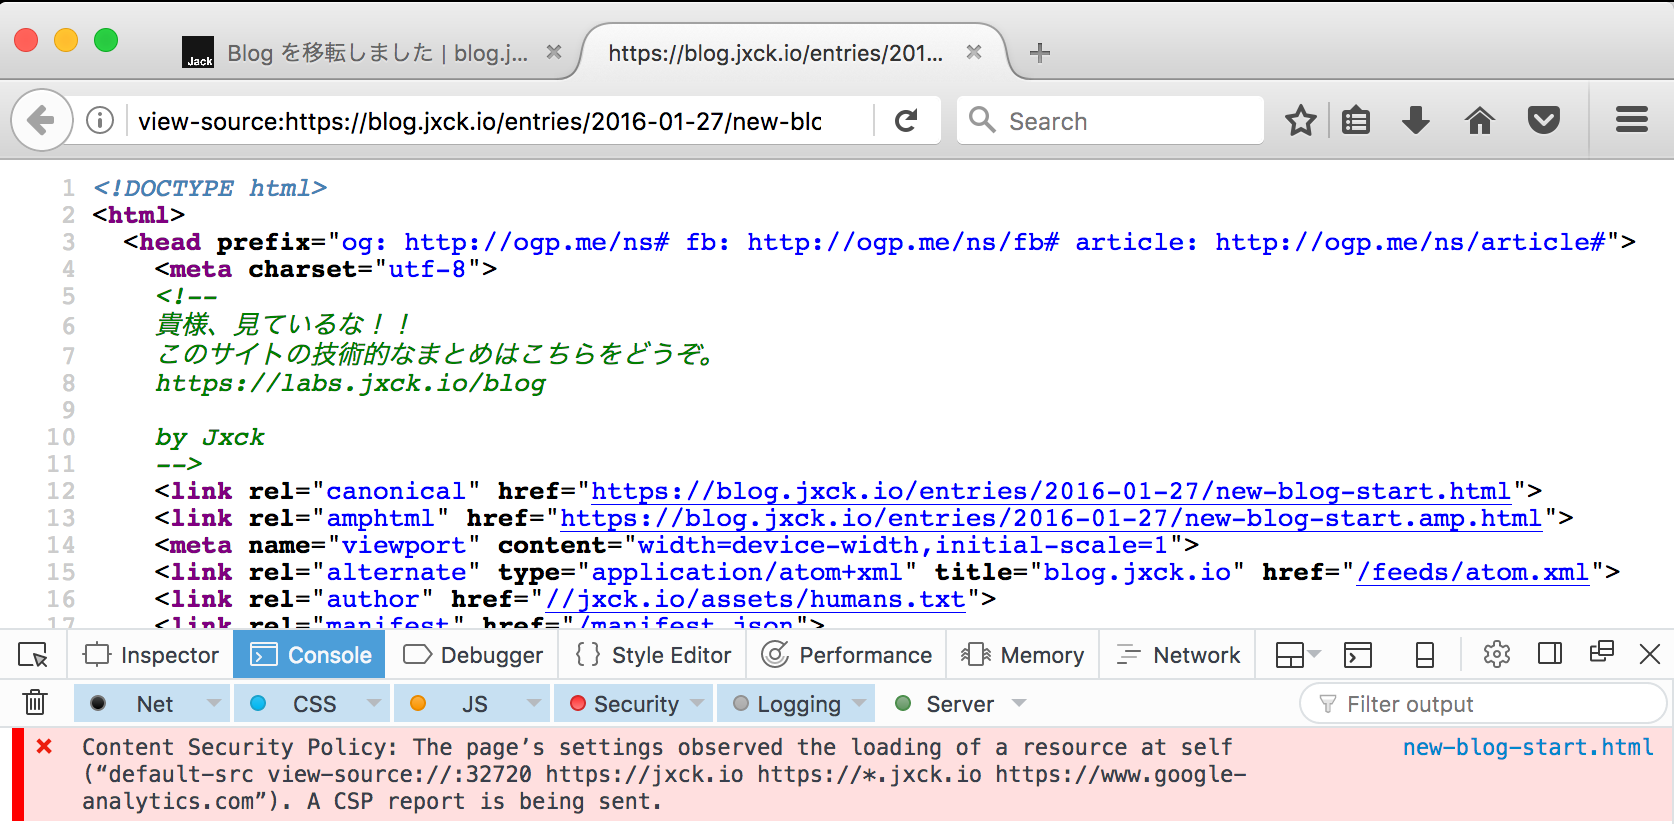 Jack Blog を移転しました | blog.j... https://blog.jxck.io/entries/201...
view-source:https://blog.jxck.io/entries/2016-01-27/new-blo Search
1 <!DOCTYPE html>
2 <html>
3 <head prefix="og: http://ogp.me/ns# fb: http://ogp.me/ns/fb# article: http://ogp.me/ns/article#">
4 <meta charset="utf-8">
5 <!--
6 貴様、見ているな！！
7 このサイトの技術的なまとめはこちらをどうぞ。
8 https://labs.jxck.io/blog
9
10 by Jxck
11 -->
12 <link rel="canonical" href="https://blog.jxck.io/entries/2016-01-27/new-blog-start.html">
13 <link rel="amphtml" href="https://blog.jxck.io/entries/2016-01-27/new-blog-start.amp.html">
14 <meta name="viewport" content="width=device-width,initial-scale=1">
15 <link rel="alternate" type="application/atom+xml" title="blog.jxck.io" href="/feeds/atom.xml">
16 <link rel="author" href="//jxck.io/assets/humans.txt">
17 <link rel="manifest" href="/manifest.json">
Inspector Console Debugger { } Style Editor Performance Memory Network
Net CSS JS Security Logging Server Filter output
Content Security Policy: The page’s settings observed the loading of a resource at self new-blog-start.html
(“default-src view-source://:32720 https://jxck.io https://*.jxck.io https://www.google-
analytics.com”). A CSP report is being sent.